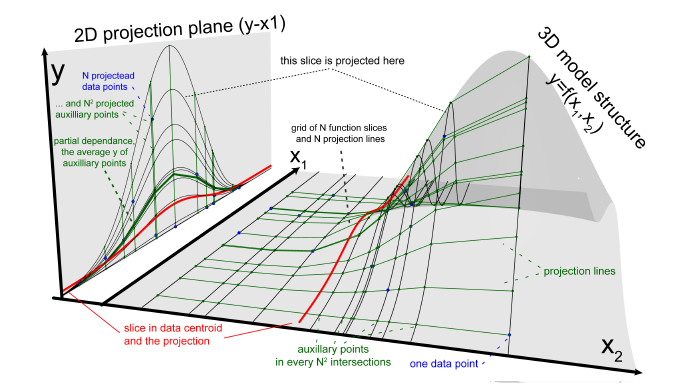 2D projection plane (y-x1)
3D model structure
y=f(x₁,x₂)
y
N projectead
data points
... and N² projected
auxilliary points
partial dependance,
the average y of
auxilliary points
this slice is projected here
grid of N function slices
and N projection lines
x₁
projection lines
slice in data centroid
and the projection
auxillary points
in every N² intersections
one data point
x₂